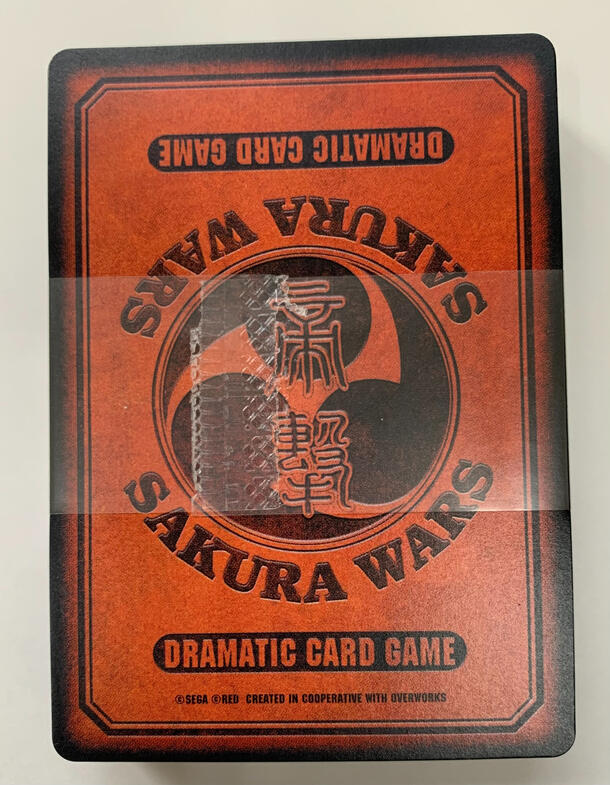 DRAMATIC CARD GAME
SAKURA WARS
帝撃
SAKURA WARS
DRAMATIC CARD GAME
©SEGA ©RED CREATED IN COOPERATIVE WITH OVERWORKS